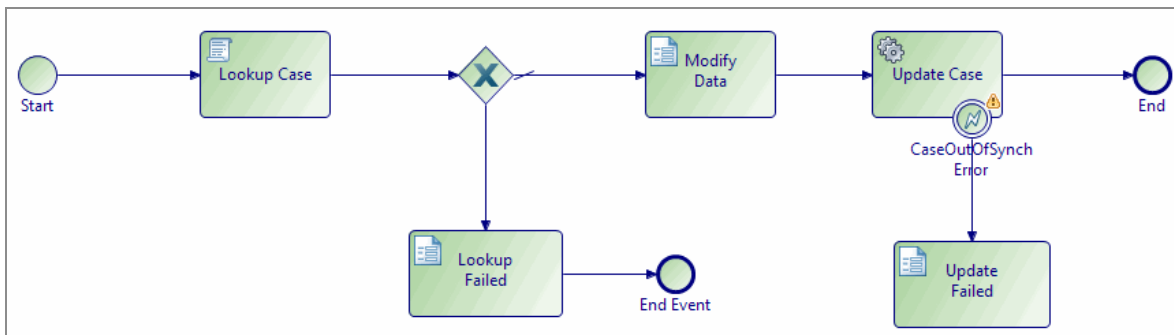 Start
Lookup Case
Modify
Data
Update Case
End
CaseOutOfSynch
Error
Lookup
Failed
End Event
Update
Failed